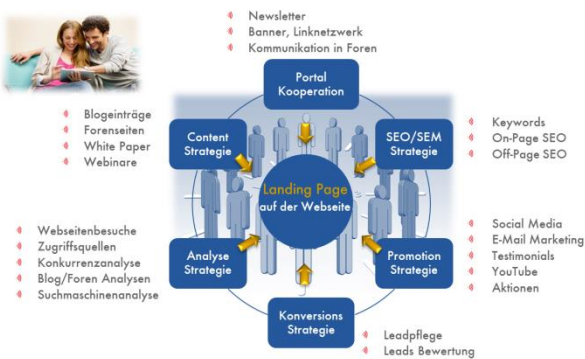 Newsletter
Banner, Linknetzwerk
Kommunikation in Foren
Portal
Kooperation
Blogeinträge
Forenseiten
White Paper
Webinare
Content
Strategie
SEO/SEM
Strategie
Keywords
On-Page SEO
Off-Page SEO
Landing Page
auf der Webseite
Webseitenbesuche
Zugriffsquellen
Konkurrenzanalyse
Blog/Foren Analysen
Suchmaschinenanalyse
Analyse
Strategie
Promotion
Strategie
Social Media
E-Mail Marketing
Testimonials
YouTube
Aktionen
Konversions
Strategie
Leadpflege
Leads Bewertung